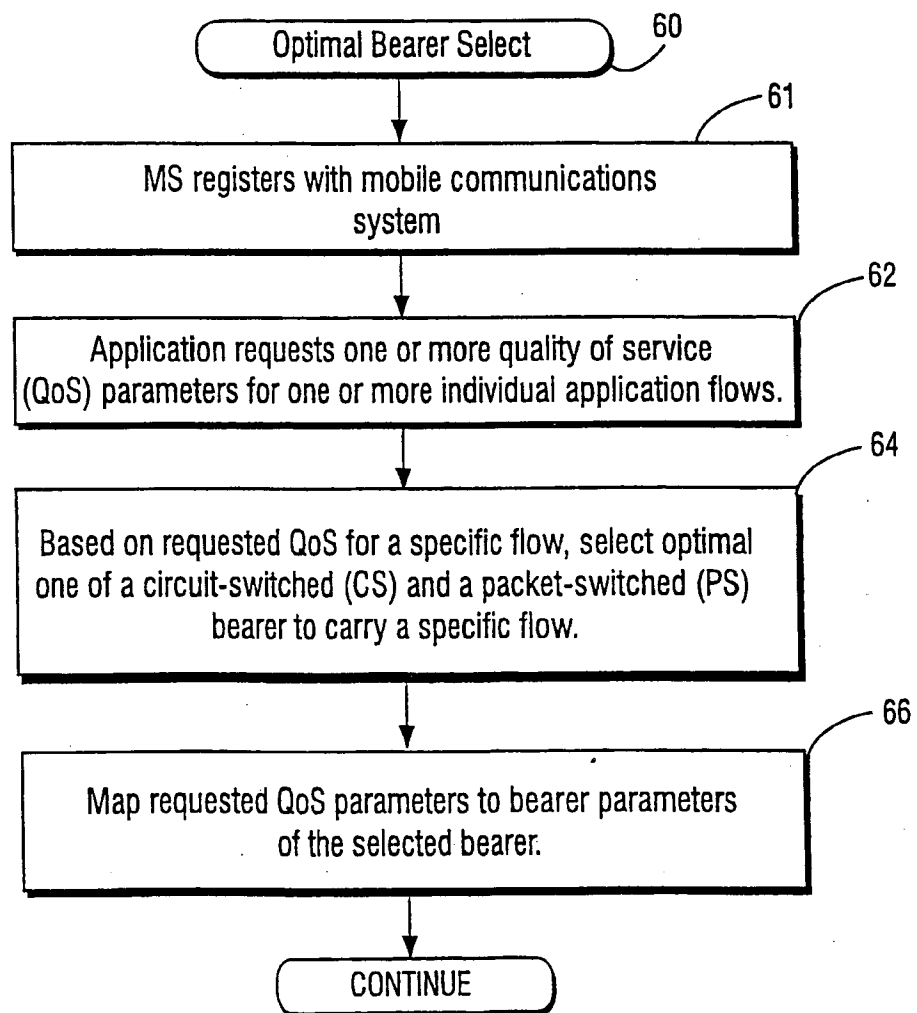 Optimal Bearer Select
60
61
MS registers with mobile communications
system
62
Application requests one or more quality of service
(QoS) parameters for one or more individual application flows.
64
Based on requested QoS for a specific flow, select optimal
one of a circuit-switched (CS) and a packet-switched (PS)
bearer to carry a specific flow.
66
Map requested QoS parameters to bearer parameters
of the selected bearer.
CONTINUE